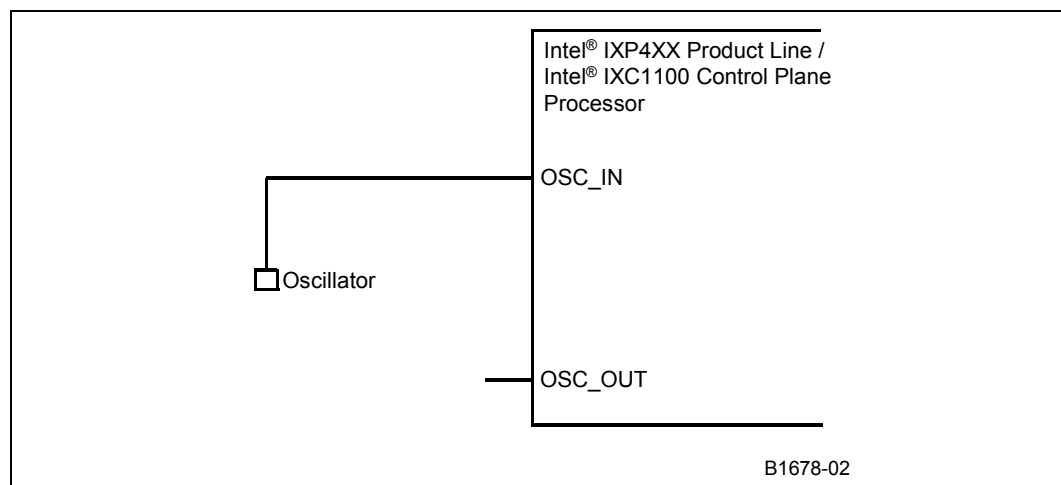 Intel® IXP4XX Product Line /
Intel® IXC1100 Control Plane
Processor
OSC_IN
Oscillator
OSC_OUT
B1678-02